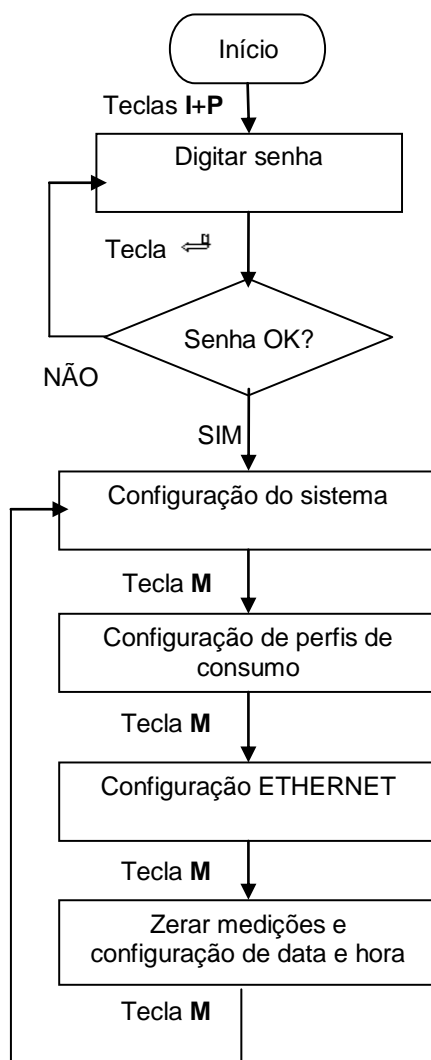 Início
Teclas I+P
Digitar senha
Tecla
Senha OK?
NÃO
SIM
Configuração do sistema
Tecla M
Configuração de perfis de
consumo
Tecla M
Configuração ETHERNET
Tecla M
Zerar medições e
configuração de data e hora
Tecla M